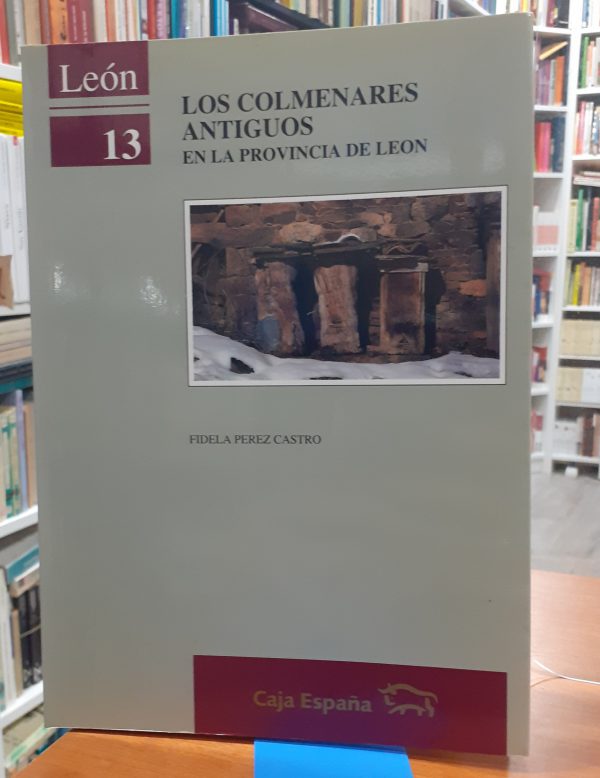 León
13
LOS COLMENARES
ANTIGUOS
EN LA PROVINCIA DE LEON
FIDELA PEREZ CASTRO
Caja España